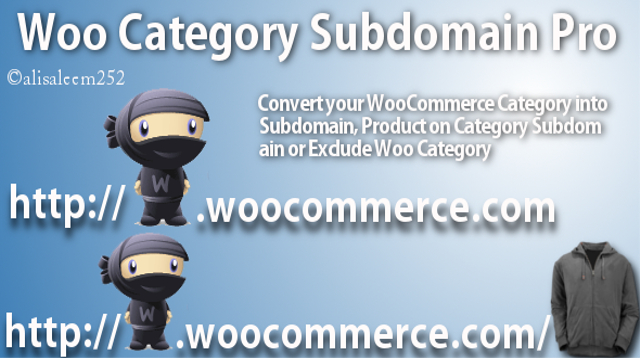 Woo Category Subdomain Pro
©alisaleem252
Convert your WooCommerce Category into
Subdomain, Product on Category Subdom
ain or Exclude Woo Category
W
http:// .woocommerce.com
W
http:// .woocommerce.com/